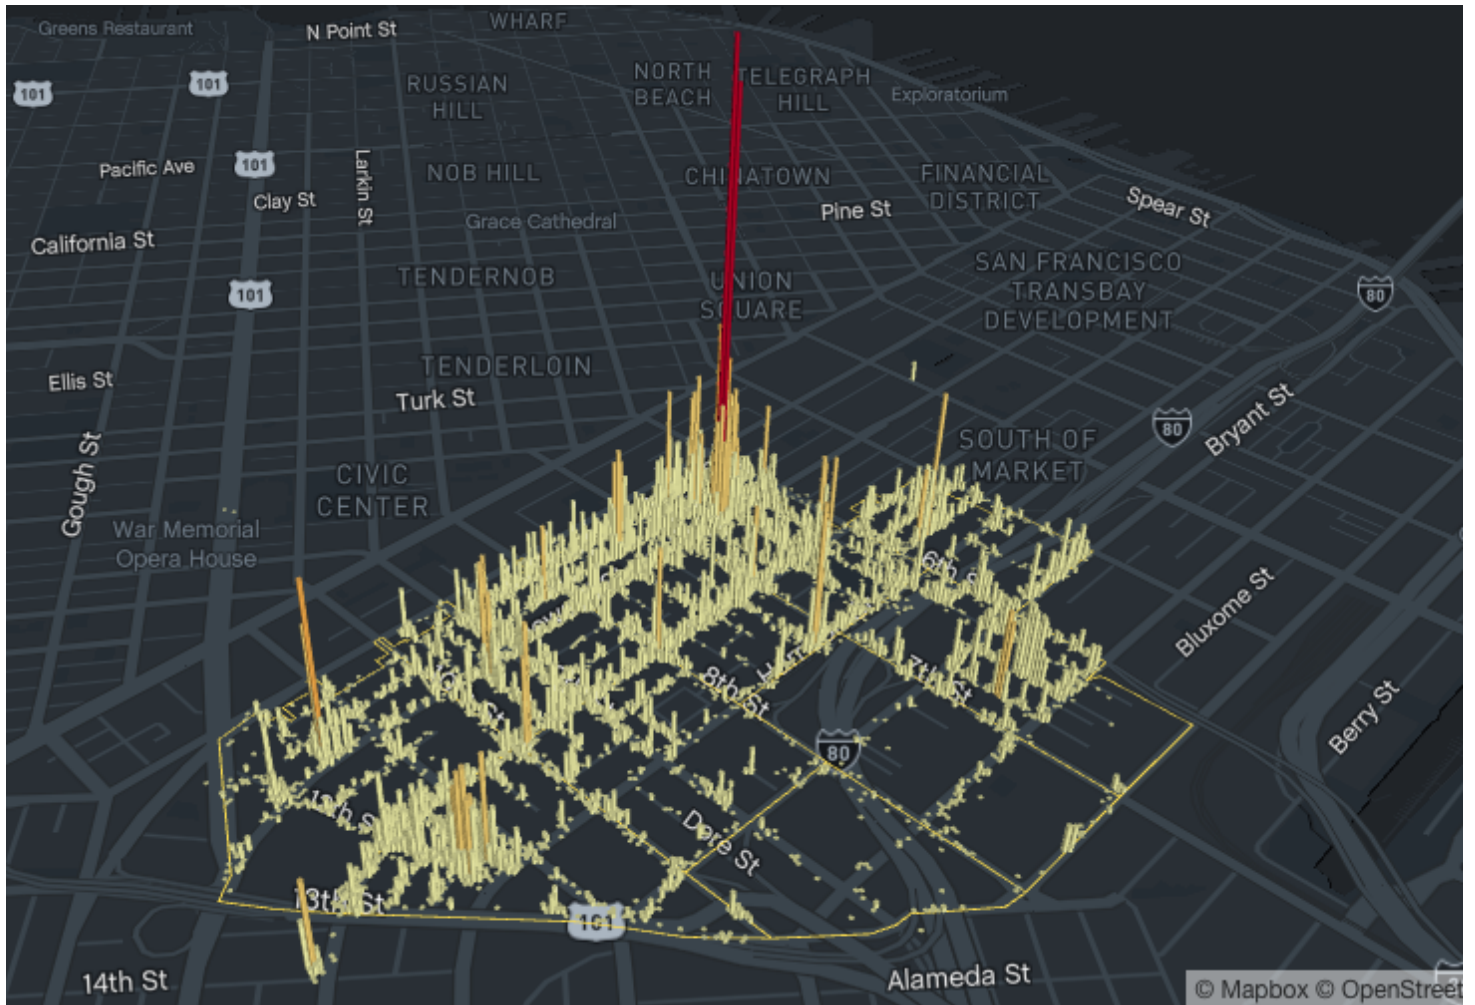 Greens Restaurant
N Point St
WHARF
101
101
RUSSIAN
HILL
NORTH
BEACH
TELEGRAPH
HILL
Exploratorium
Pacific Ave
101
Larkin St
NOB HILL
CHINATOWN
FINANCIAL
DISTRICT
Clay St
Grace Cathedral
Pine St
Spear St
California St
TENDERNOB
UNION
SQUARE
SAN FRANCISCO
TRANSBAY
DEVELOPMENT
101
80
Ellis St
TENDERLOIN
Turk St
Gough St
CIVIC
CENTER
SOUTH OF
MARKET
80
Bryant St
War Memorial
Opera House
6th S
Bluxome St
7th St
8th St
80
Berry St
Dore St
13th St
101
14th St
Alameda St
© Mapbox © OpenStreet